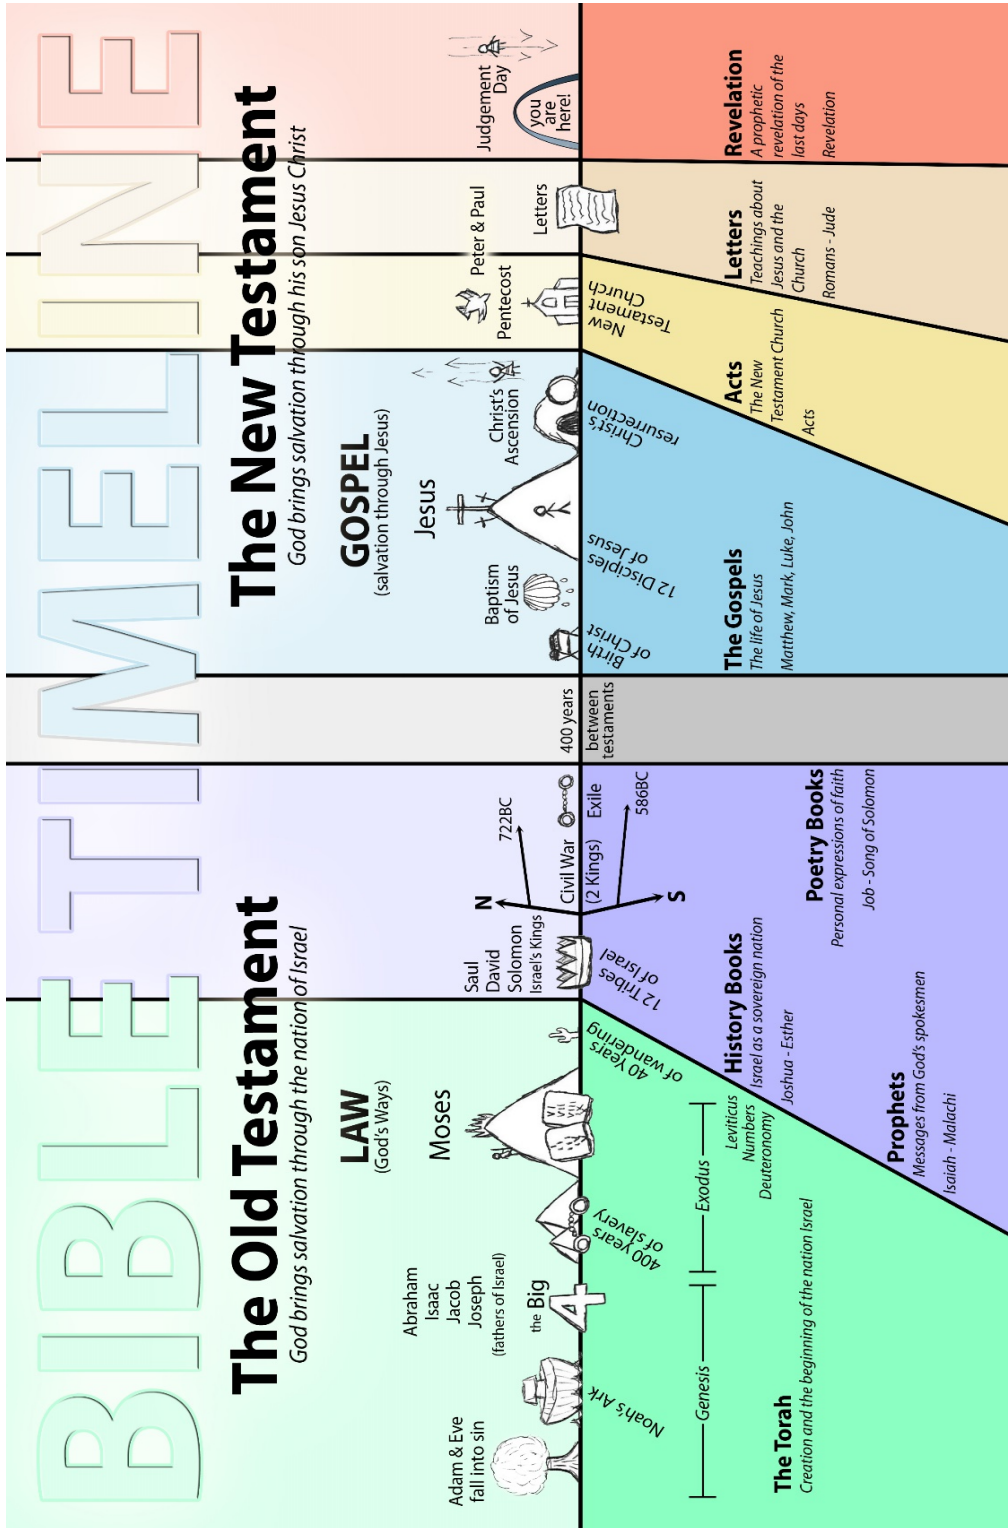 BIBLE TIMELINE
The Old Testament
God brings salvation through the nation of Israel
LAW
(God's Ways)
Adam & Eve
fall into sin
Noah's Ark
Abraham
Isaac
Jacob
Joseph
(fathers of Israel)
the Big
4
400 years
of slavery
Moses
40 Years
of wandering
Saul
David
Solomon
Israel's Kings
12 Tribes
of Israel
N
722BC
Civil War
(2 Kings)
Exile
586BC
S
Genesis
Exodus
Leviticus
Numbers
Deuteronomy
The Torah
Creation and the beginning of the nation Israel
History Books
Israel as a sovereign nation
Joshua - Esther
Prophets
Messages from God's spokesmen
Isaiah - Malachi
Poetry Books
Personal expressions of faith
Job - Song of Solomon
400 years
between
testaments
The New Testament
God brings salvation through his son Jesus Christ
GOSPEL
(salvation through Jesus)
Jesus
Birth
of Christ
Baptism
of Jesus
12 Disciples
of Jesus
Christ's
Ascension
Christ's
resurrection
Peter & Paul
Pentecost
New
Testament
Church
Letters
Judgement
Day
you
are
here!
The Gospels
The life of Jesus
Matthew, Mark, Luke, John
Acts
The New
Testament Church
Acts
Letters
Teachings about
Jesus and the
Church
Romans - Jude
Revelation
A prophetic
revelation of the
last days
Revelation